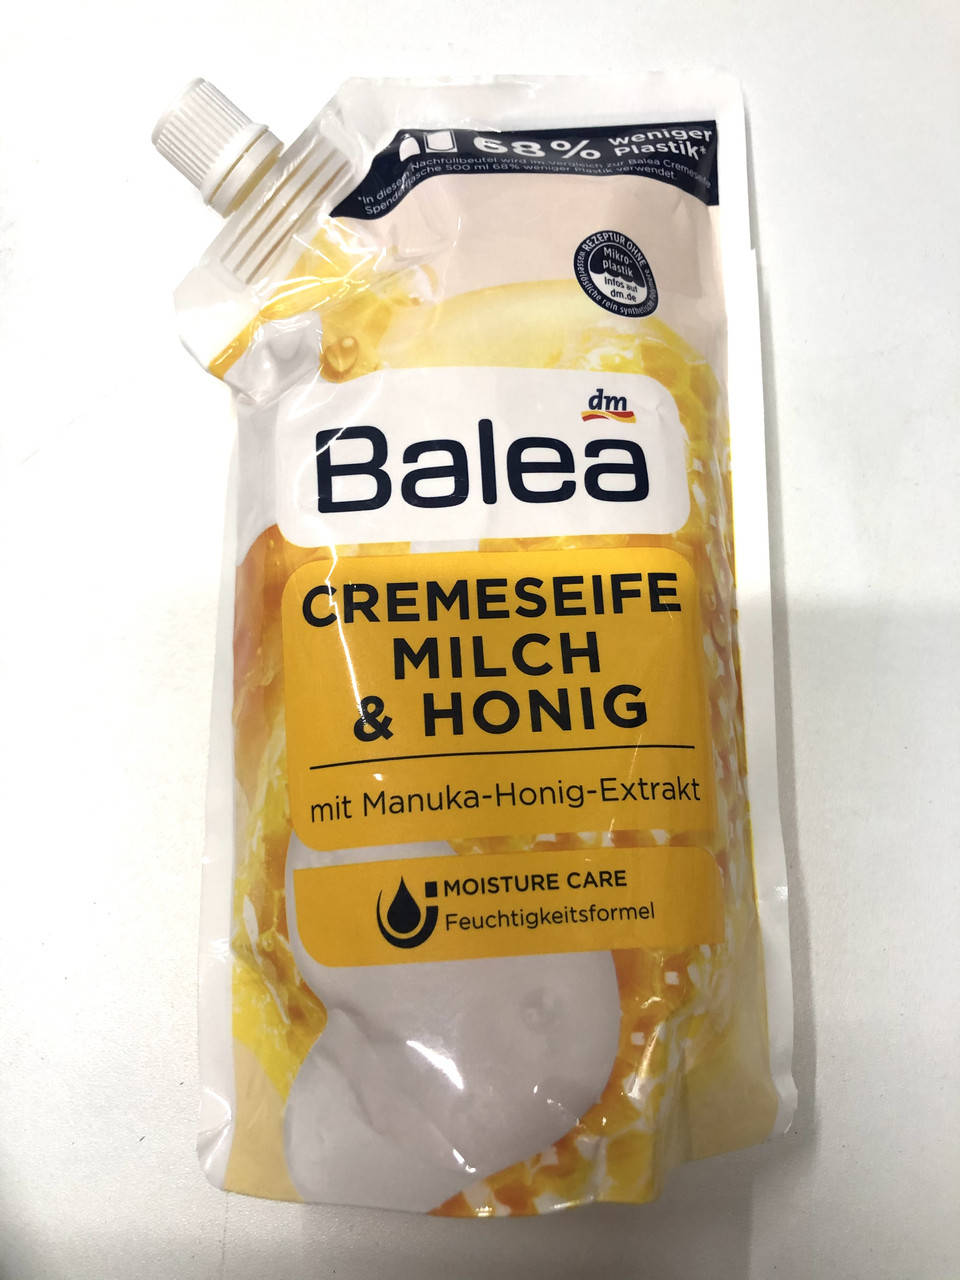 68% weniger
Plastik*
*In diesem Nachfüllbeutel wird im Vergleich zur Balea Cremeseife
Spenderflasche 500 ml 68% weniger Plastik verwendet.
REZEPTUR OHNE
Mikro-
plastik
Infos auf
dm.de
dm
Balea
CREMESEIFE
MILCH
& HONIG
mit Manuka-Honig-Extrakt
MOISTURE CARE
Feuchtigkeitsformel